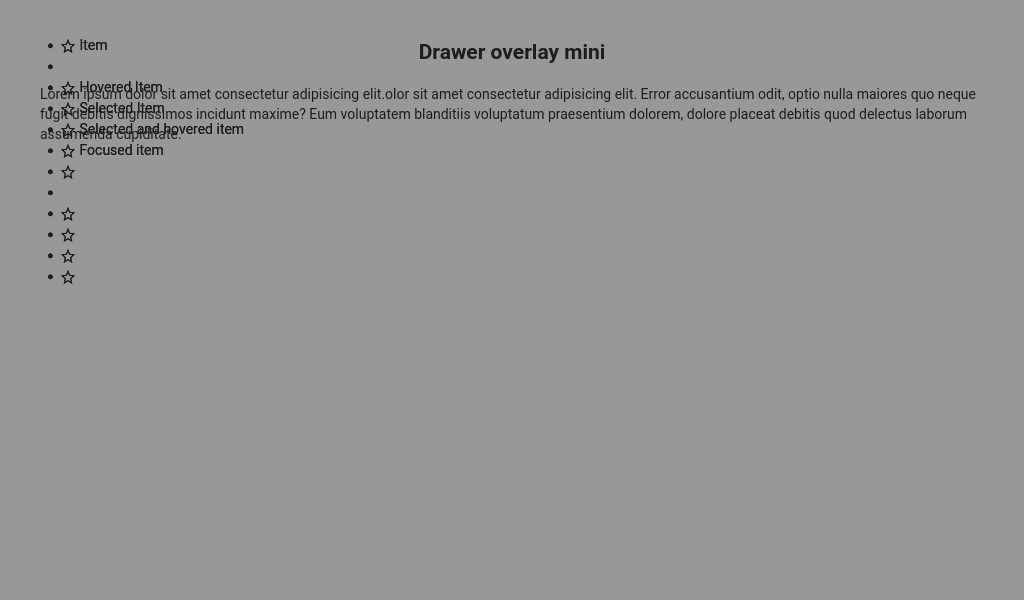 Item
Drawer overlay mini
Hovered Item
Lorem ipsum dolor sit amet consectetur adipisicing elit.olor sit amet consectetur adipisicing elit. Error accusantium odit, optio nulla maiores quo neque
Selected Item
fugit debitis dignissimos incidunt maxime? Eum voluptatem blanditiis voluptatum praesentium dolorem, dolore placeat debitis quod delectus laborum
Selected and hovered item
assumenda cupiditate.
Focused item